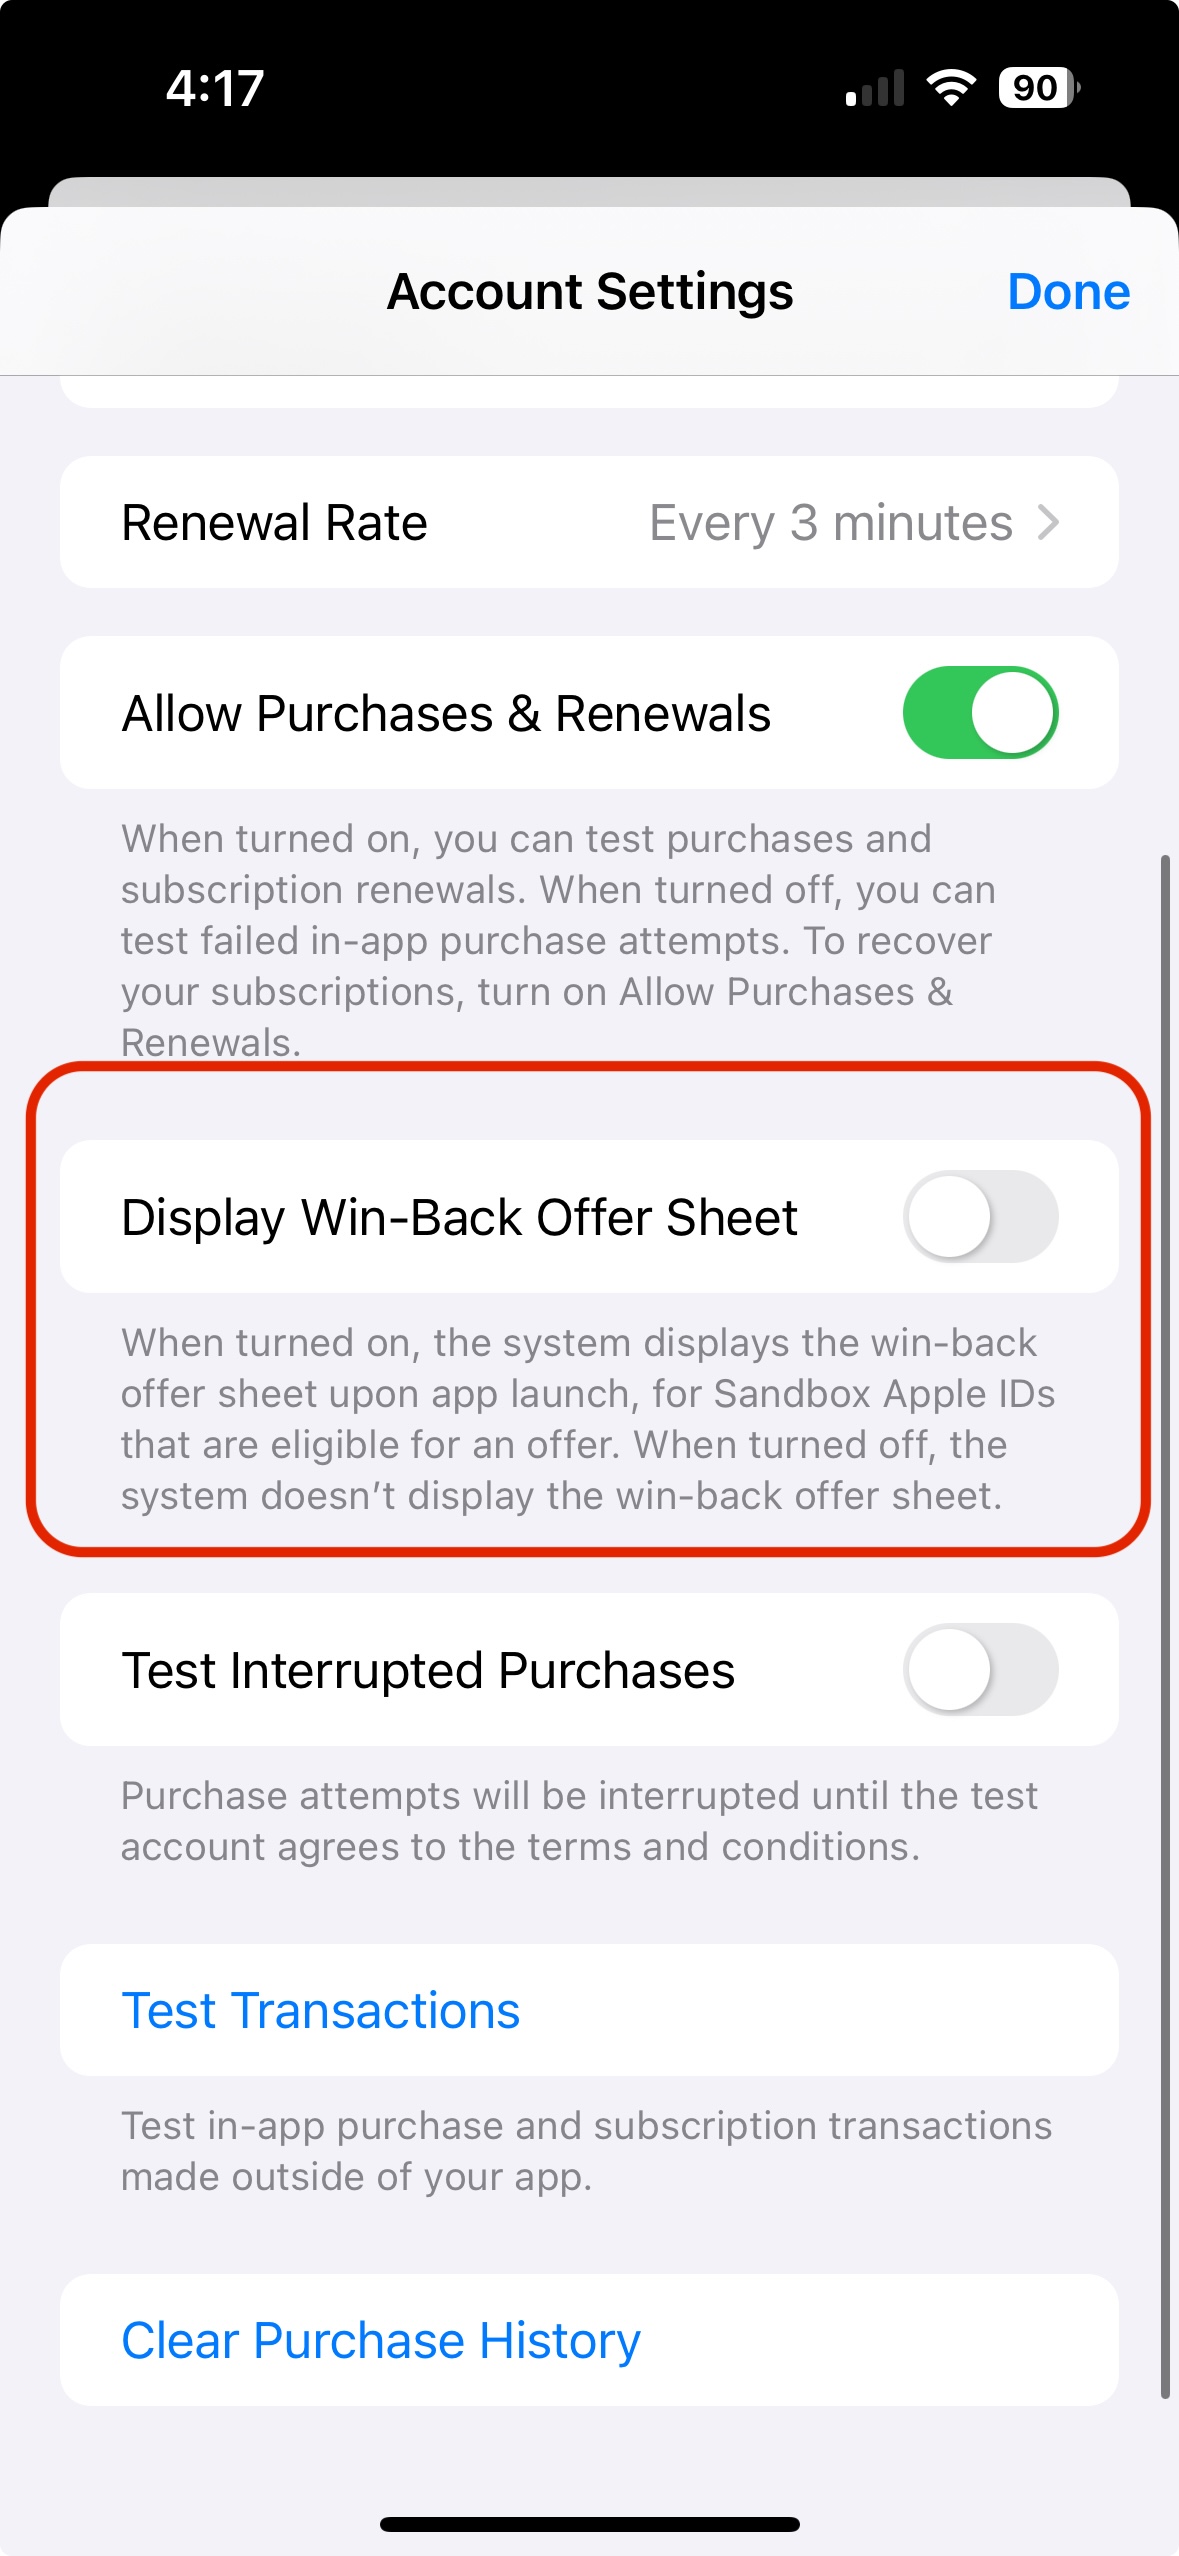 4:17
90
Account Settings
Done
Renewal Rate
Every 3 minutes
Allow Purchases & Renewals
When turned on, you can test purchases and
subscription renewals. When turned off, you can
test failed in-app purchase attempts. To recover
your subscriptions, turn on Allow Purchases &
Renewals.
Display Win-Back Offer Sheet
When turned on, the system displays the win-back
offer sheet upon app launch, for Sandbox Apple IDs
that are eligible for an offer. When turned off, the
system doesn’t display the win-back offer sheet.
Test Interrupted Purchases
Purchase attempts will be interrupted until the test
account agrees to the terms and conditions.
Test Transactions
Test in-app purchase and subscription transactions
made outside of your app.
Clear Purchase History